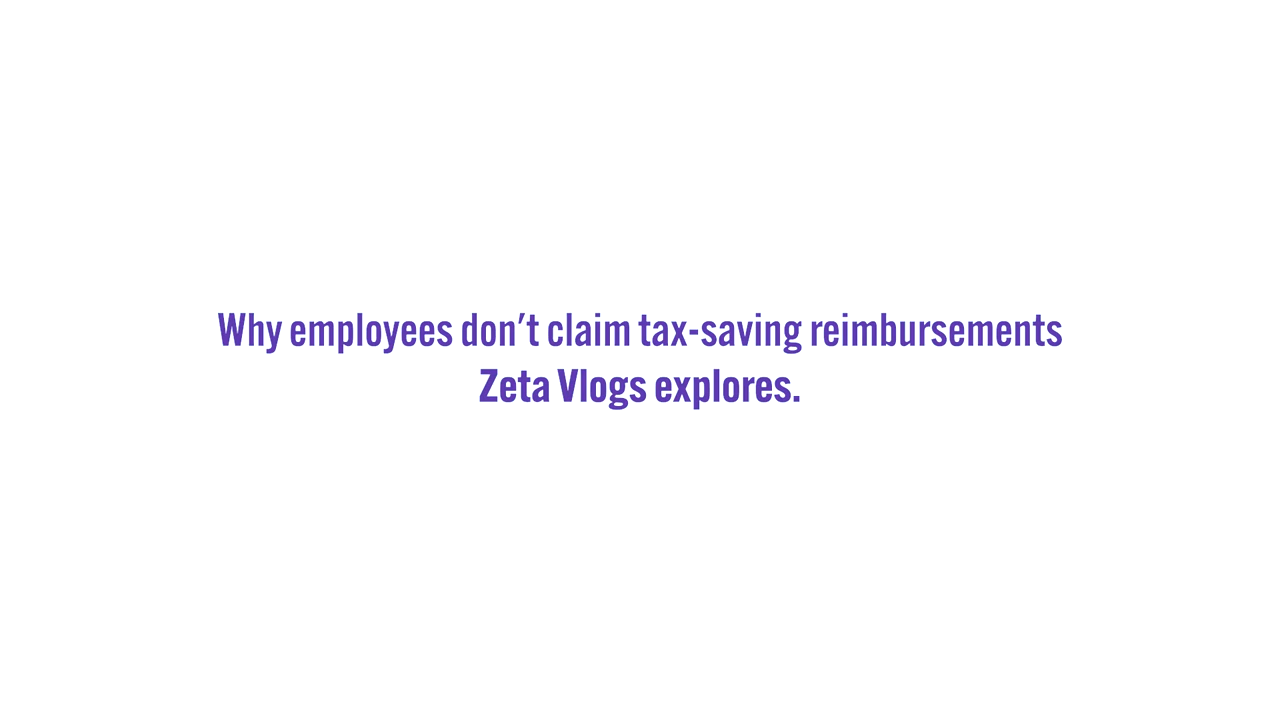 Why employees don't claim tax-saving reimbursements
Zeta Vlogs explores.